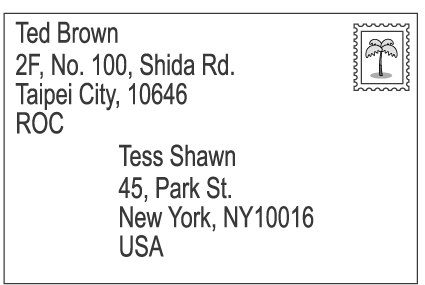 Ted Brown
2F, No. 100, Shida Rd.
Taipei City, 10646
ROC
Tess Shawn
45, Park St.
New York, NY10016
USA